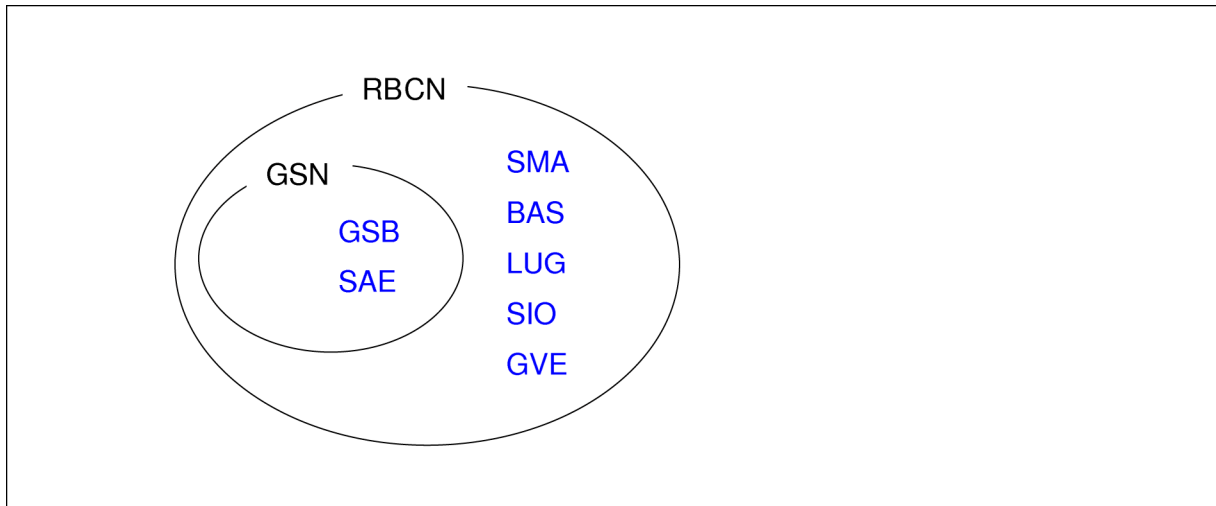 RBCN
GSN
GSB
SAE
SMA
BAS
LUG
SIO
GVE